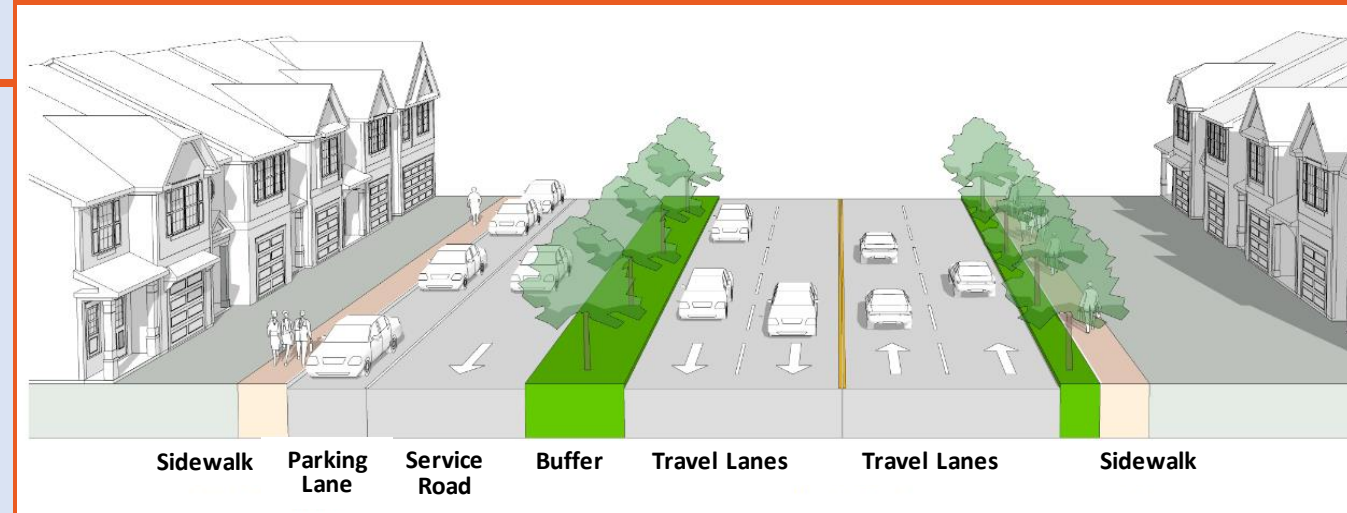 Sidewalk
Parking
Lane
Service
Road
Buffer
Travel Lanes
Travel Lanes
Sidewalk